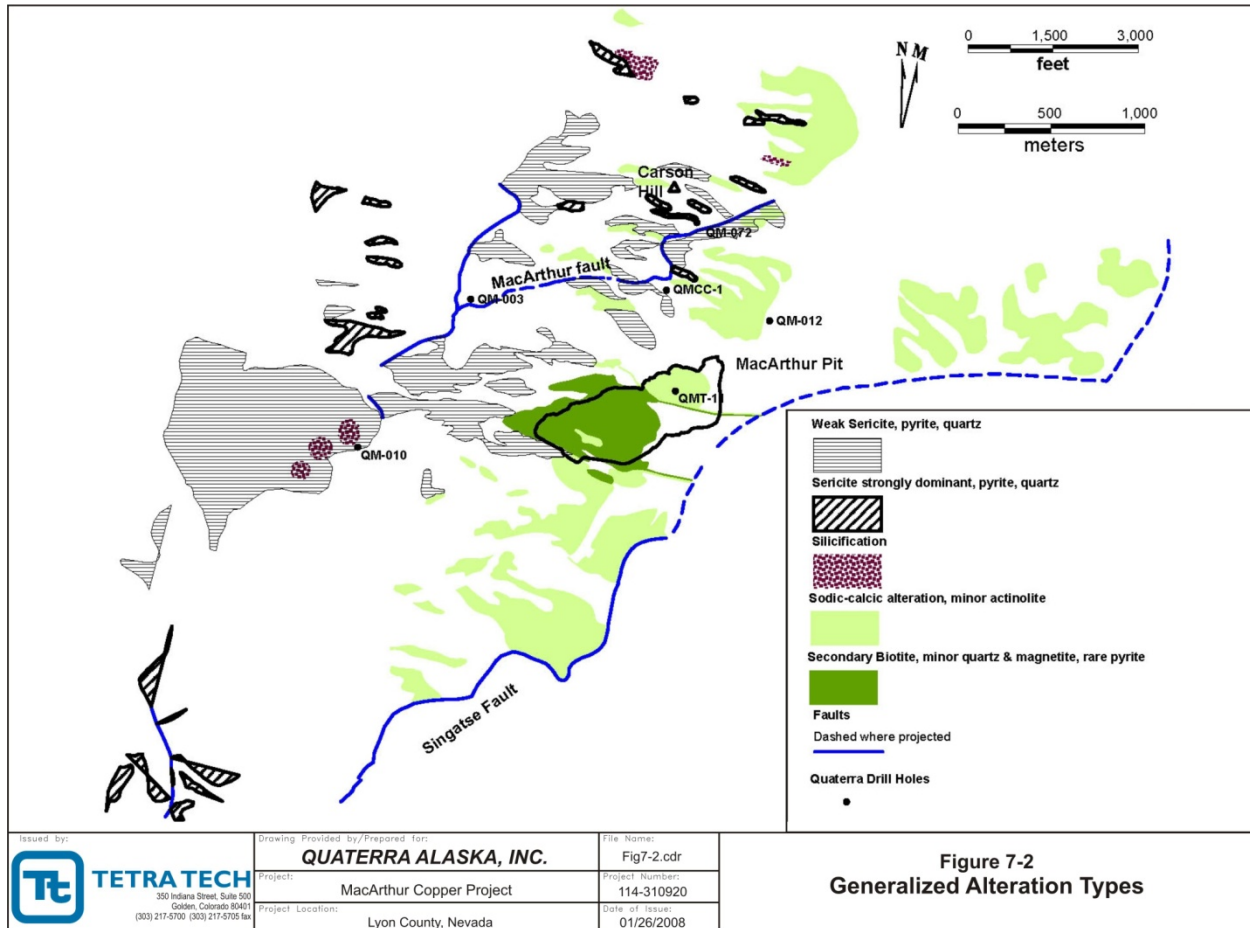 0 1,500 3,000
feet
N M
0 500 1,000
meters
Carson
Hill
QM-072
MacArthur fault
QM-003
QMCC-1
QM-012
MacArthur Pit
QMT-11
QM-010
Singatse Fault
Weak Sericite, pyrite, quartz
Sericite strongly dominant, pyrite, quartz
Silicification
Sodic-calcic alteration, minor actinolite
Secondary Biotite, minor quartz & magnetite, rare pyrite
Faults
Dashed where projected
Quaterra Drill Holes
Issued by:
Tt TETRA TECH
350 Indiana Street, Suite 500
Golden, Colorado 80401
(303) 217-5700 (303) 217-5705 fax
Drawing Provided by/Prepared for:
QUATERRA ALASKA, INC.
Project:
MacArthur Copper Project
Project Location:
Lyon County, Nevada
File Name:
Fig7-2.cdr
Project Number:
114-310920
Date of Issue:
01/26/2008
Figure 7-2
Generalized Alteration Types